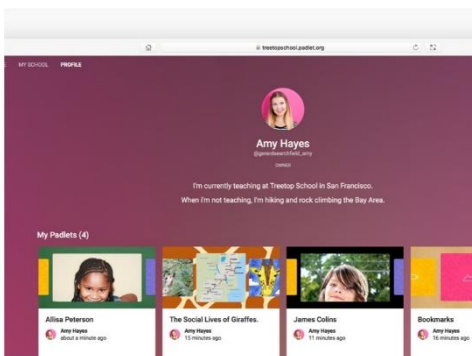 treetopschool.padlet.org
MY SCHOOL PROFILE
Amy Hayes
OWNER
I'm currently teaching at Treetop School in San Francisco.
When I'm not teaching, I'm hiking and rock climbing the Bay Area.
My Padlets (4)
Allisa Peterson
Amy Hayes
about a minute ago
The Social Lives of Giraffes.
Amy Hayes
15 minutes ago
James Colins
Amy Hayes
11 minutes ago
Bookmarks
Amy Hayes
16 minutes ago